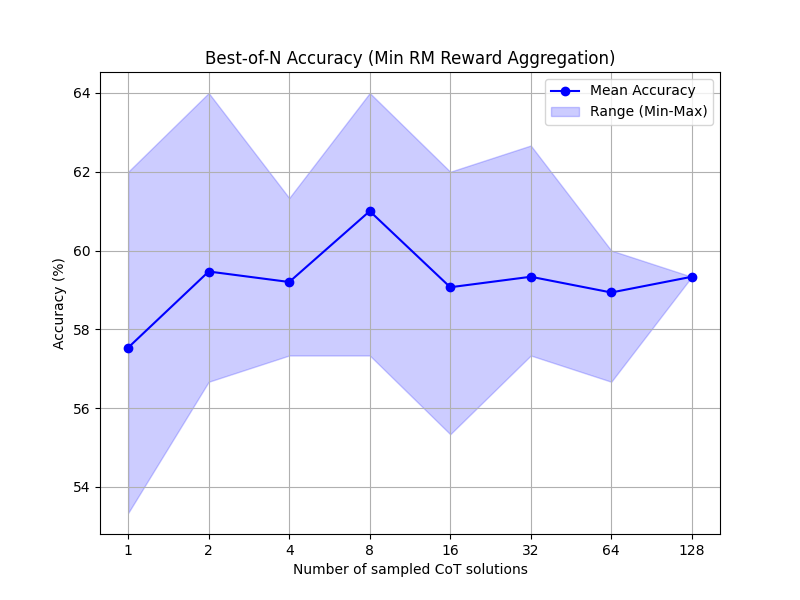 Best-of-N Accuracy (Min RM Reward Aggregation)
Mean Accuracy
Range (Min-Max)
Accuracy (%)
64
62
60
58
56
54
1 2 4 8 16 32 64 128
Number of sampled CoT solutions